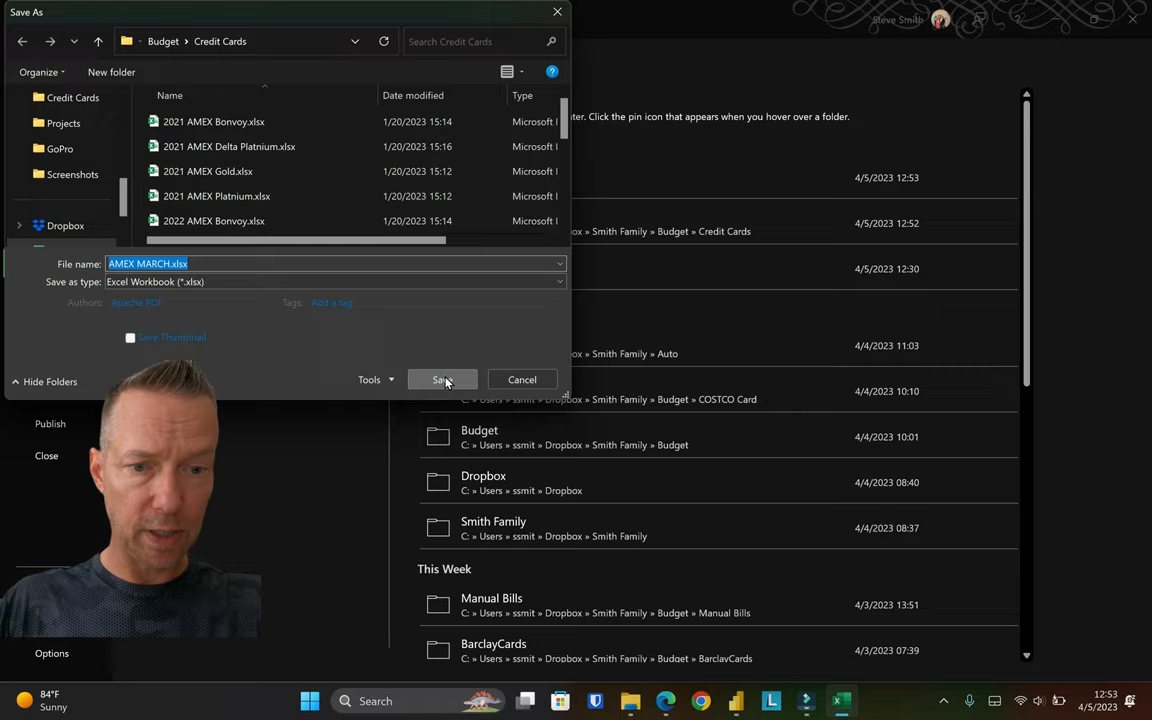 Save As
Steve Smith
Budget > Credit Cards
Search Credit Cards
Organize
New folder
Name
Date modified
Type
Credit Cards
Projects
GoPro
Screenshots
Dropbox
2021 AMEX Bonvoy.xlsx 1/20/2023 15:14 Microsoft
2021 AMEX Delta Platnium.xlsx 1/20/2023 15:16 Microsoft
2021 AMEX Gold.xlsx 1/20/2023 15:12 Microsoft
2021 AMEX Platnium.xlsx 1/20/2023 15:12 Microsoft
2022 AMEX Bonvoy.xlsx 1/20/2023 15:14 Microsoft
File name: AMEX MARCH.xlsx
Save as type: Excel Workbook (*.xlsx)
Authors: Apache POI
Tags: Add a tag
Save Thumbnail
Hide Folders
Tools
Save
Cancel
Click the pin icon that appears when you hover over a folder.
4/5/2023 12:53
Smith Family » Budget » Credit Cards
4/5/2023 12:52
4/5/2023 12:30
Smith Family » Auto
4/4/2023 11:03
C: » Users » ssmit » Dropbox » Smith Family » Budget » COSTCO Card
4/4/2023 10:10
Budget
C: » Users » ssmit » Dropbox » Smith Family » Budget
4/4/2023 10:01
Dropbox
C: » Users » ssmit » Dropbox
4/4/2023 08:40
Smith Family
C: » Users » ssmit » Dropbox » Smith Family
4/4/2023 08:37
This Week
Manual Bills
C: » Users » ssmit » Dropbox » Smith Family » Budget » Manual Bills
4/3/2023 13:51
BarclayCards
C: » Users » ssmit » Dropbox » Smith Family » Budget » BarclayCards
4/3/2023 07:39
Publish
Close
Options
84°F
Sunny
Search
12:53
4/5/2023